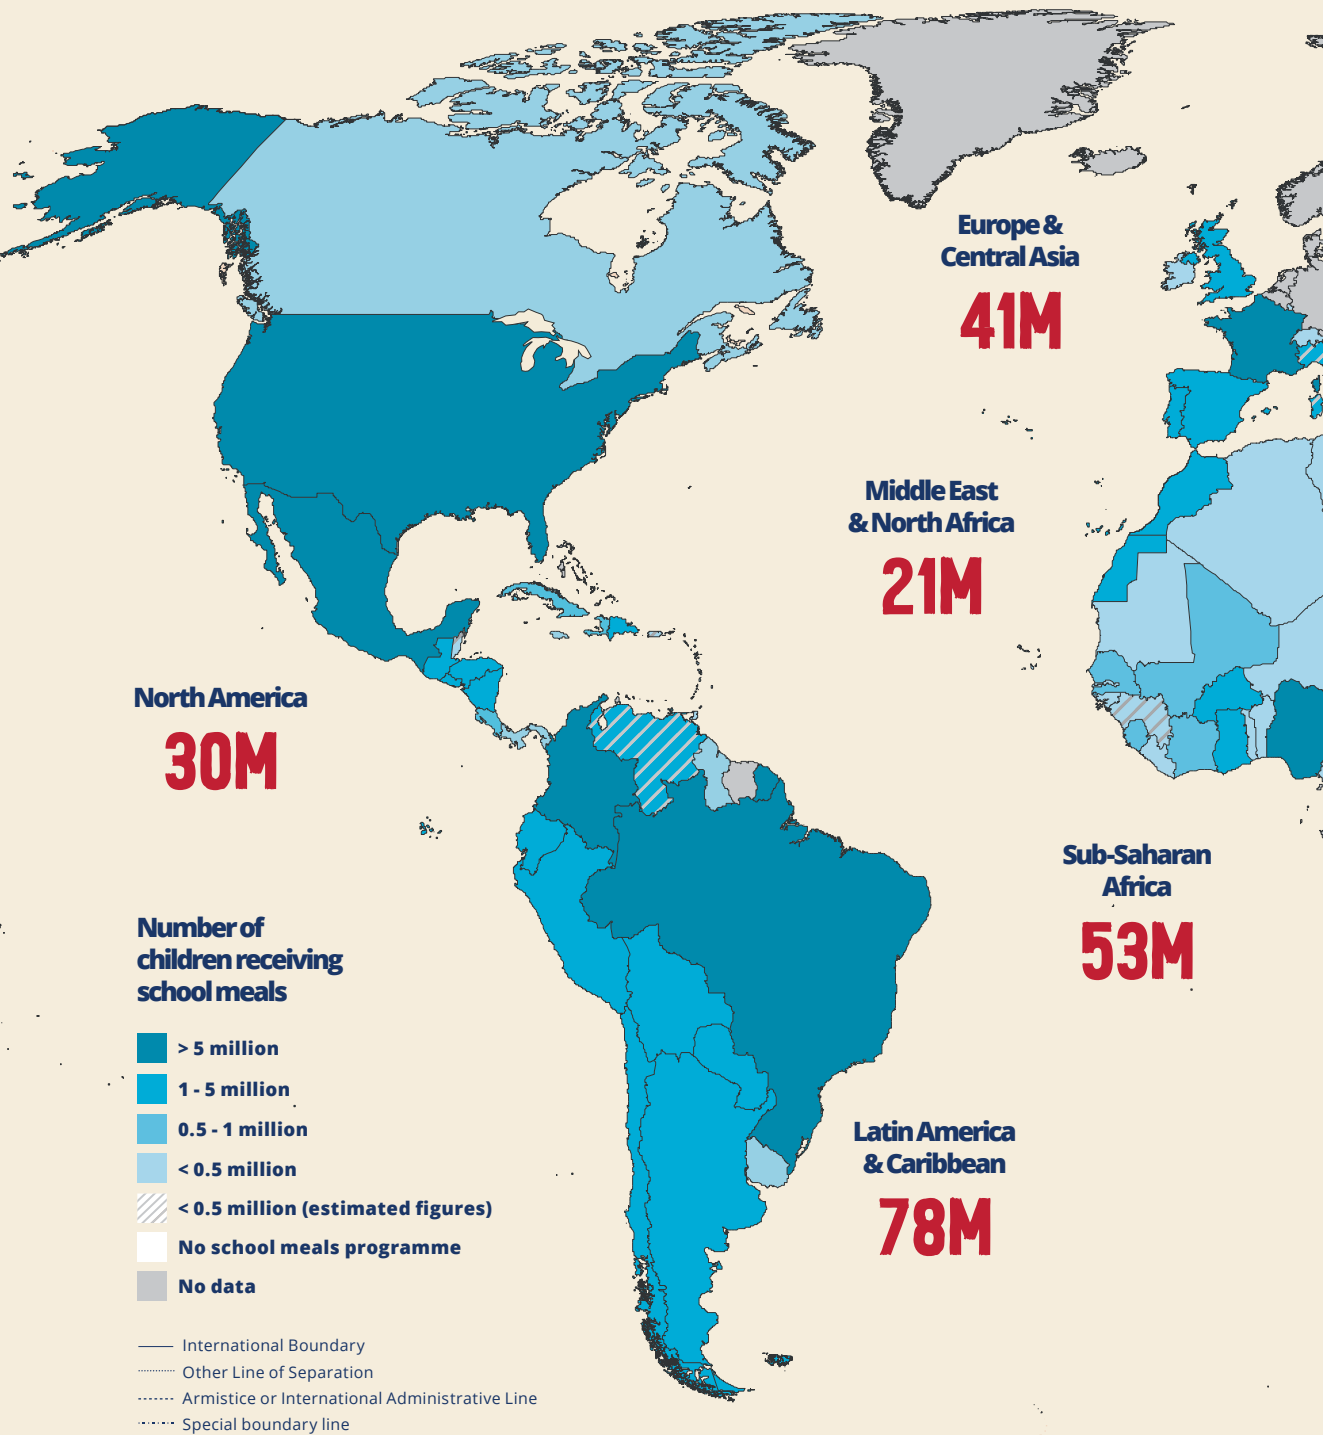 Europe &
Central Asia
41M
Middle East
& North Africa
21M
North America
30M
Sub-Saharan
Africa
53M
Number of
children receiving
school meals
> 5 million
1 - 5 million
0.5 - 1 million
< 0.5 million
< 0.5 million (estimated figures)
No school meals programme
No data
Latin America
& Caribbean
78M
International Boundary
Other Line of Separation
Armistice or International Administrative Line
Special boundary line